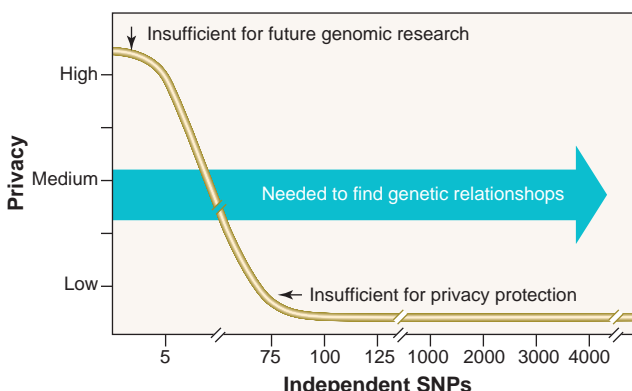 Insufficient for future genomic research
High
Medium
Low
Privacy
Needed to find genetic relationshops
Insufficient for privacy protection
5 75 100 125 1000 2000 3000 4000
Independent SNPs